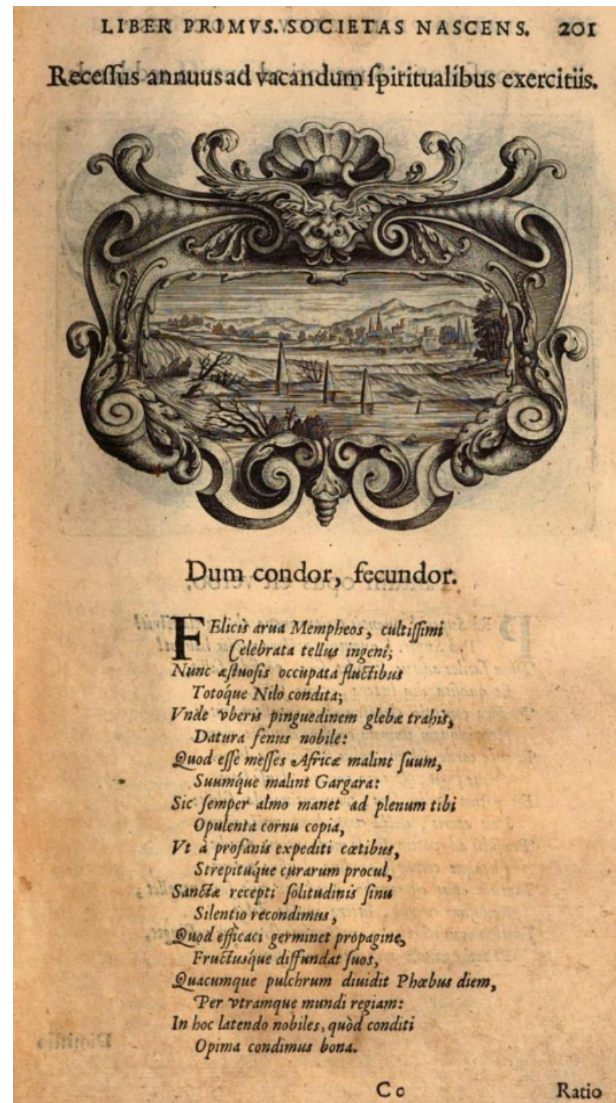 LIBER PRIMVS. SOCIETAS NASCENS. 201
Receſſus annuus ad vacandum ſpiritualibus exercitiis.
Dum condor, fecundor.
FElicis arua Mempheos, cultiſſimi
Celebrata tellus ingenî;
Nunc æſtuoſis occupata fluctibus
Totoque Nilo condita;
Vnde vberis pinguedinem glebæ trahis,
Datura fenus nobile:
Quod eſſe meſſes Africæ malint ſuum,
Suumque malint Gargara:
Sic ſemper almo manet ad plenum tibi
Opulenta cornu copia,
Vt à profanis expediti cœtibus,
Strepituque curarum procul,
Sanctæ recepti ſolitudinis ſinu
Silentio recondimus,
Quod efficaci germinet propagine,
Fructuſque diffundat ſuos,
Quacumque pulchrum diuidit Phœbus diem,
Per vtramque mundi regiam:
In hoc latendo nobiles, quòd conditi
Opima condimus bona.
Cc Ratio